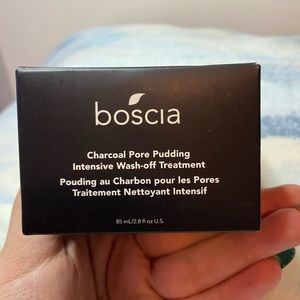 boscia
Charcoal Pore Pudding
Intensive Wash-off Treatment
Pouding au Charbon pour les Pores
Traitement Nettoyant Intensif
85 mL/2.8 fl oz U.S.